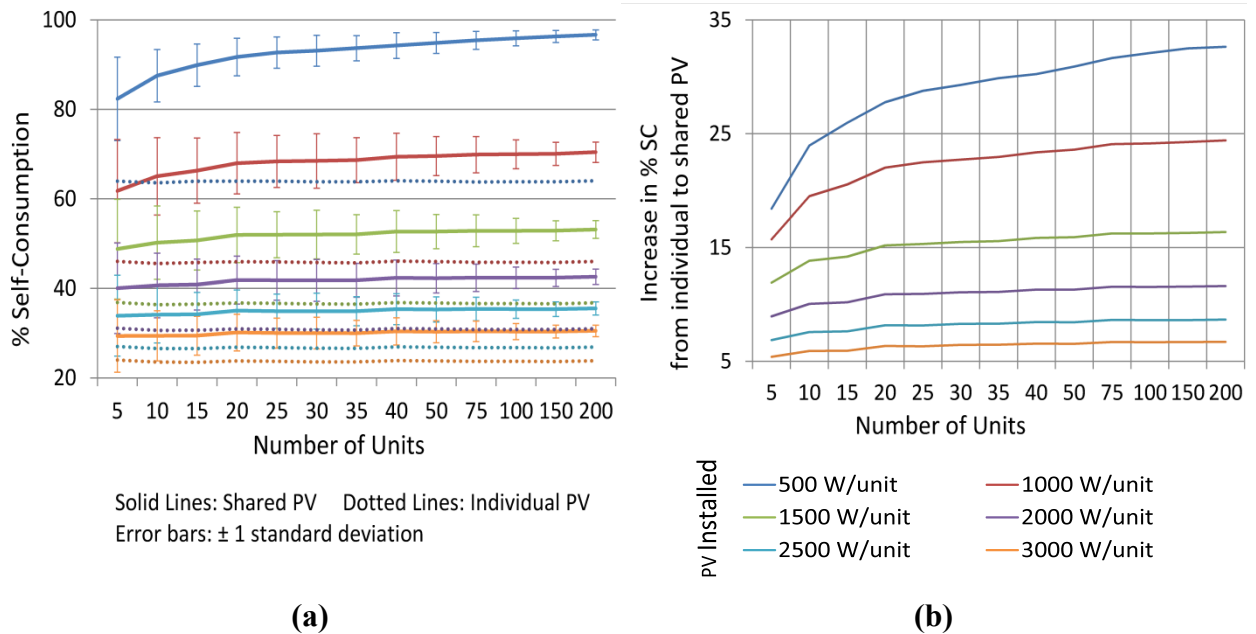 100
80
60
40
20
% Self-Consumption
5 10 15 20 25 30 35 40 50 75 100 150 200
Number of Units
Solid Lines: Shared PV Dotted Lines: Individual PV
Error bars: ± 1 standard deviation
(a)
35
25
15
5
Increase in % SC
from individual to shared PV
5 10 15 20 25 30 35 40 50 75 100 150 200
Number of Units
PV Installed
500 W/unit 1000 W/unit
1500 W/unit 2000 W/unit
2500 W/unit 3000 W/unit
(b)